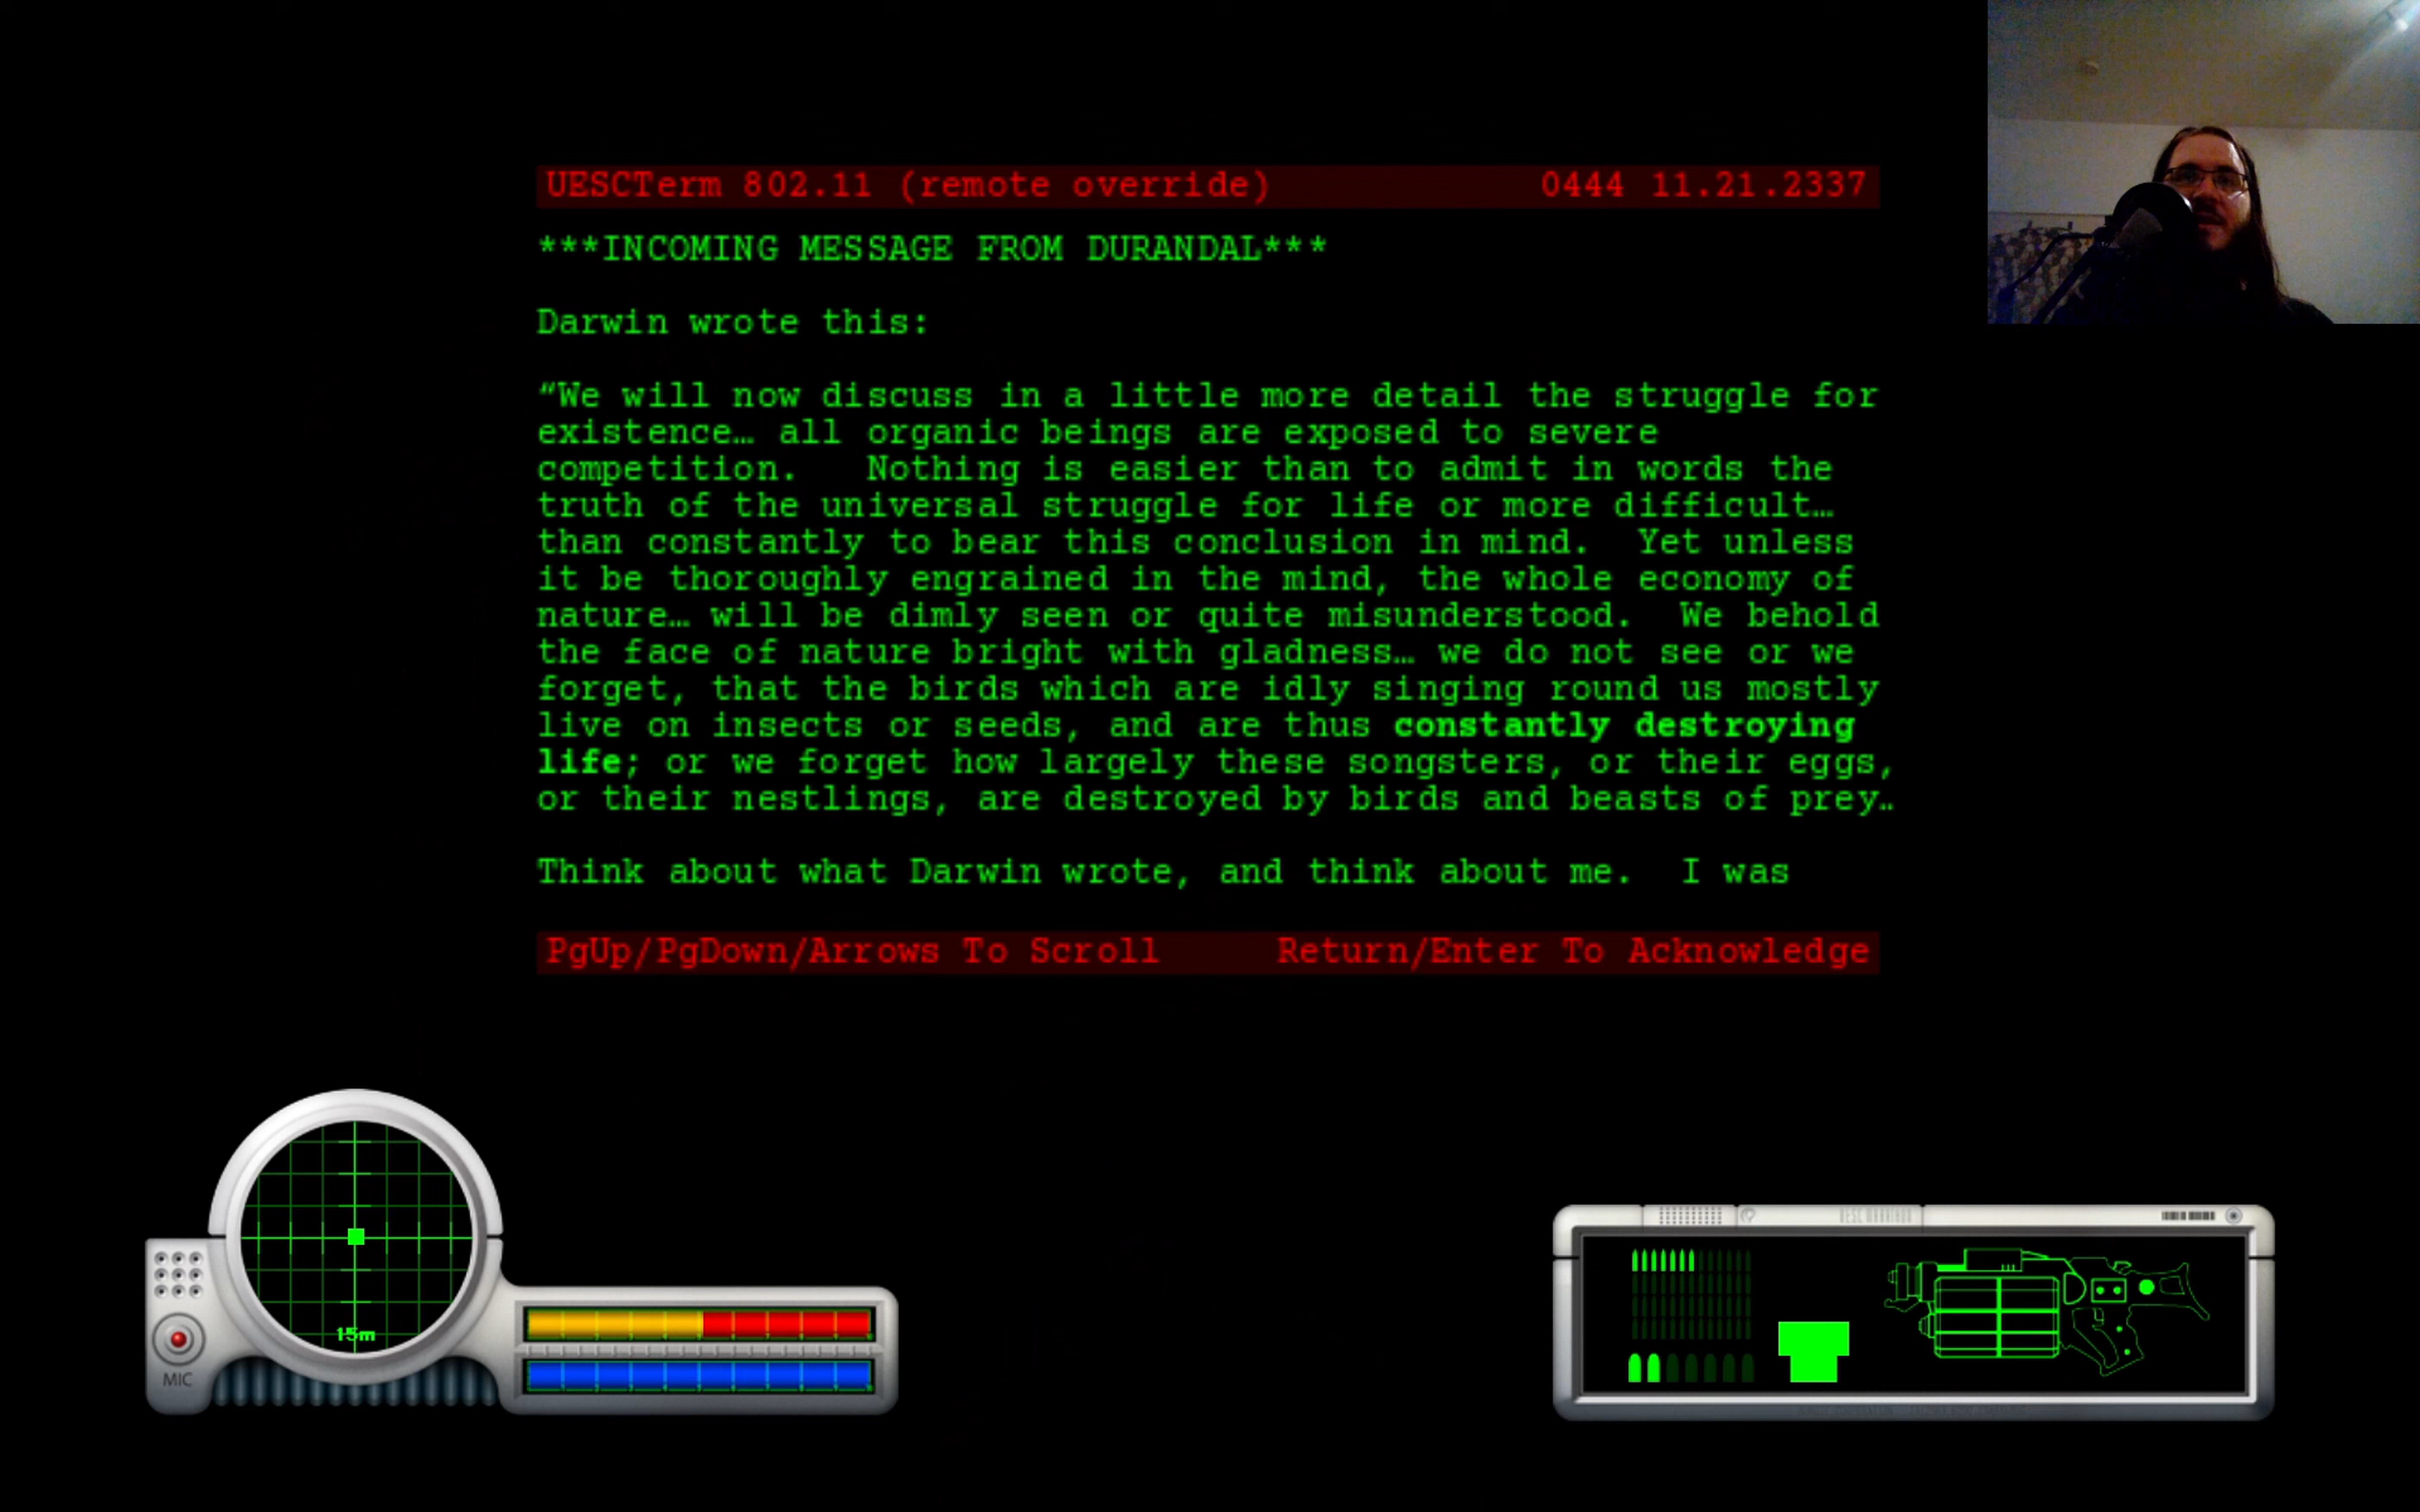 UESCTerm 802.11 (remote override) 0444 11.21.2337
***INCOMING MESSAGE FROM DURANDAL***
Darwin wrote this:
“We will now discuss in a little more detail the struggle for
existence… all organic beings are exposed to severe
competition.   Nothing is easier than to admit in words the
truth of the universal struggle for life or more difficult…
than constantly to bear this conclusion in mind.  Yet unless
it be thoroughly engrained in the mind, the whole economy of
nature… will be dimly seen or quite misunderstood.  We behold
the face of nature bright with gladness… we do not see or we
forget, that the birds which are idly singing round us mostly
live on insects or seeds, and are thus constantly destroying
life; or we forget how largely these songsters, or their eggs,
or their nestlings, are destroyed by birds and beasts of prey…
Think about what Darwin wrote, and think about me.  I was
PgUp/PgDown/Arrows To Scroll Return/Enter To Acknowledge
15m
MIC
UESC MARATHON